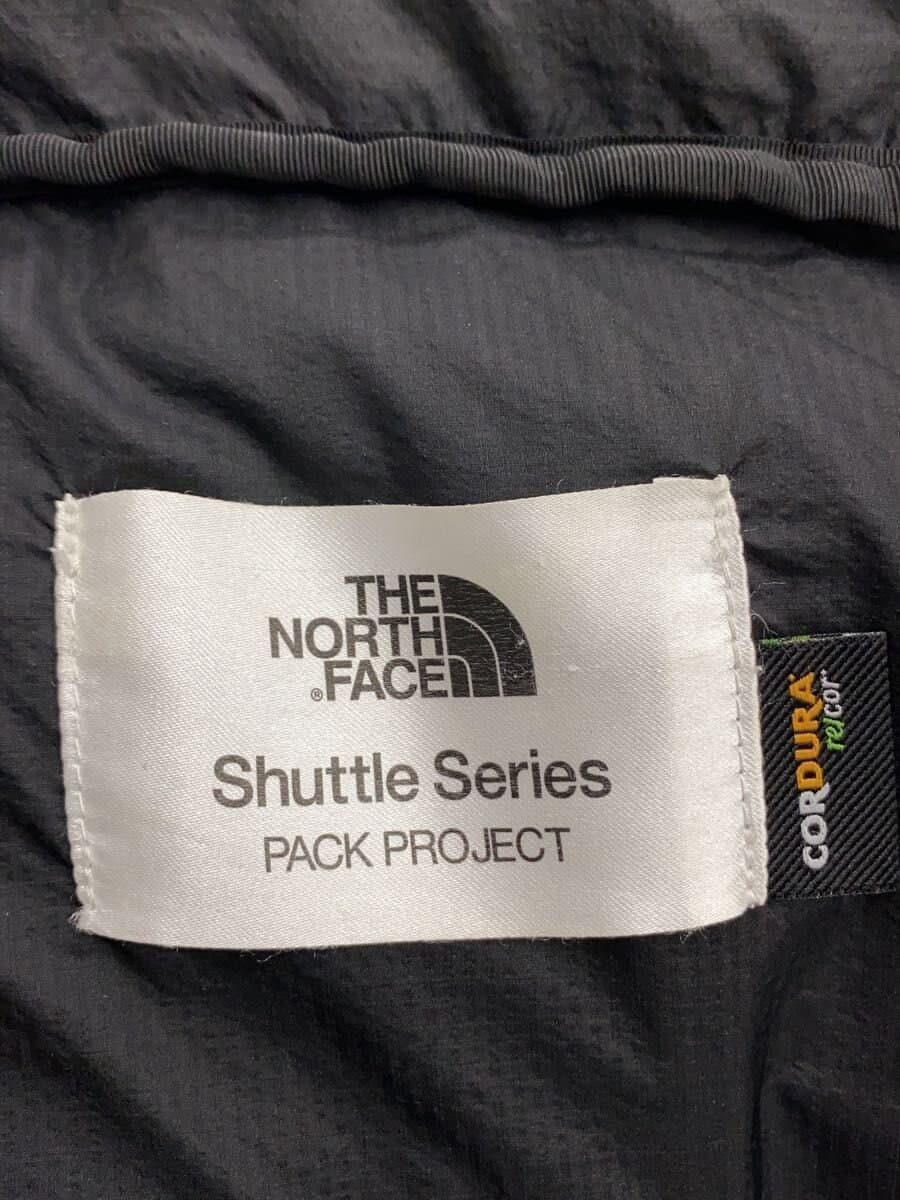 THE
NORTH
®FACE
Shuttle Series
PACK PROJECT
CORDURA
re/cor